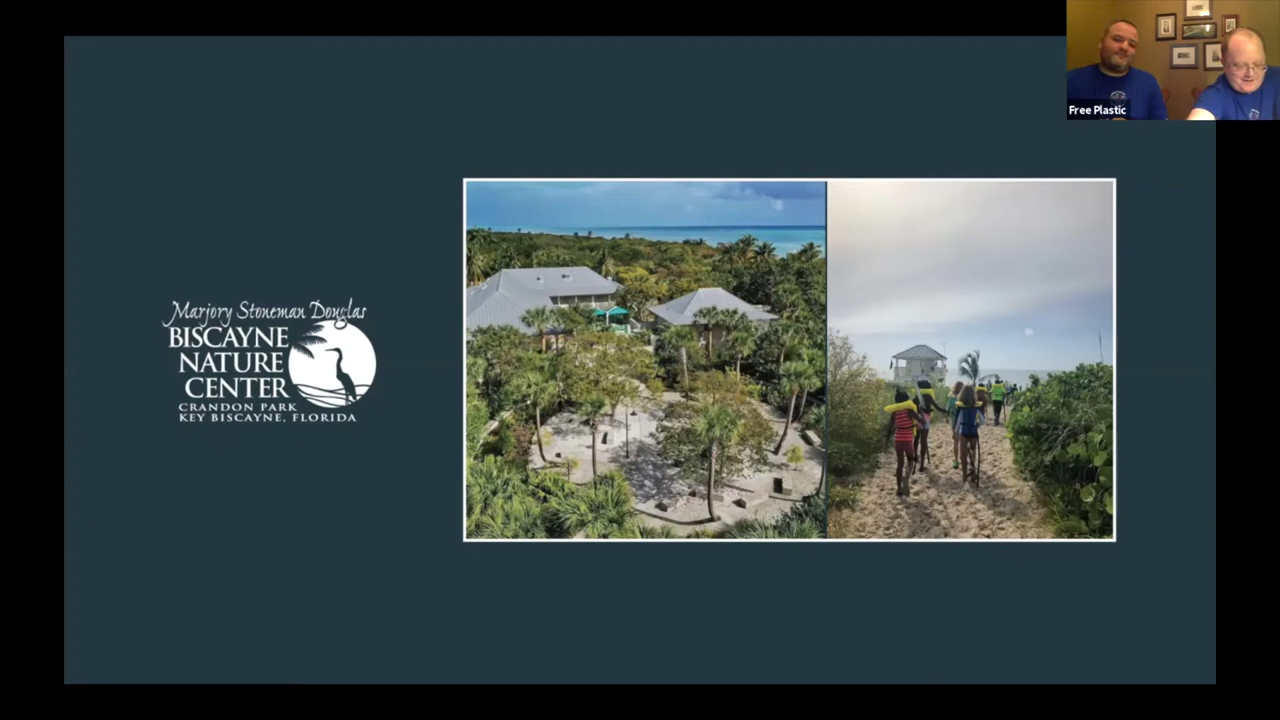 Free Plastic
Marjory Stoneman Douglas
BISCAYNE
NATURE
CENTER
CRANDON PARK
KEY BISCAYNE, FLORIDA